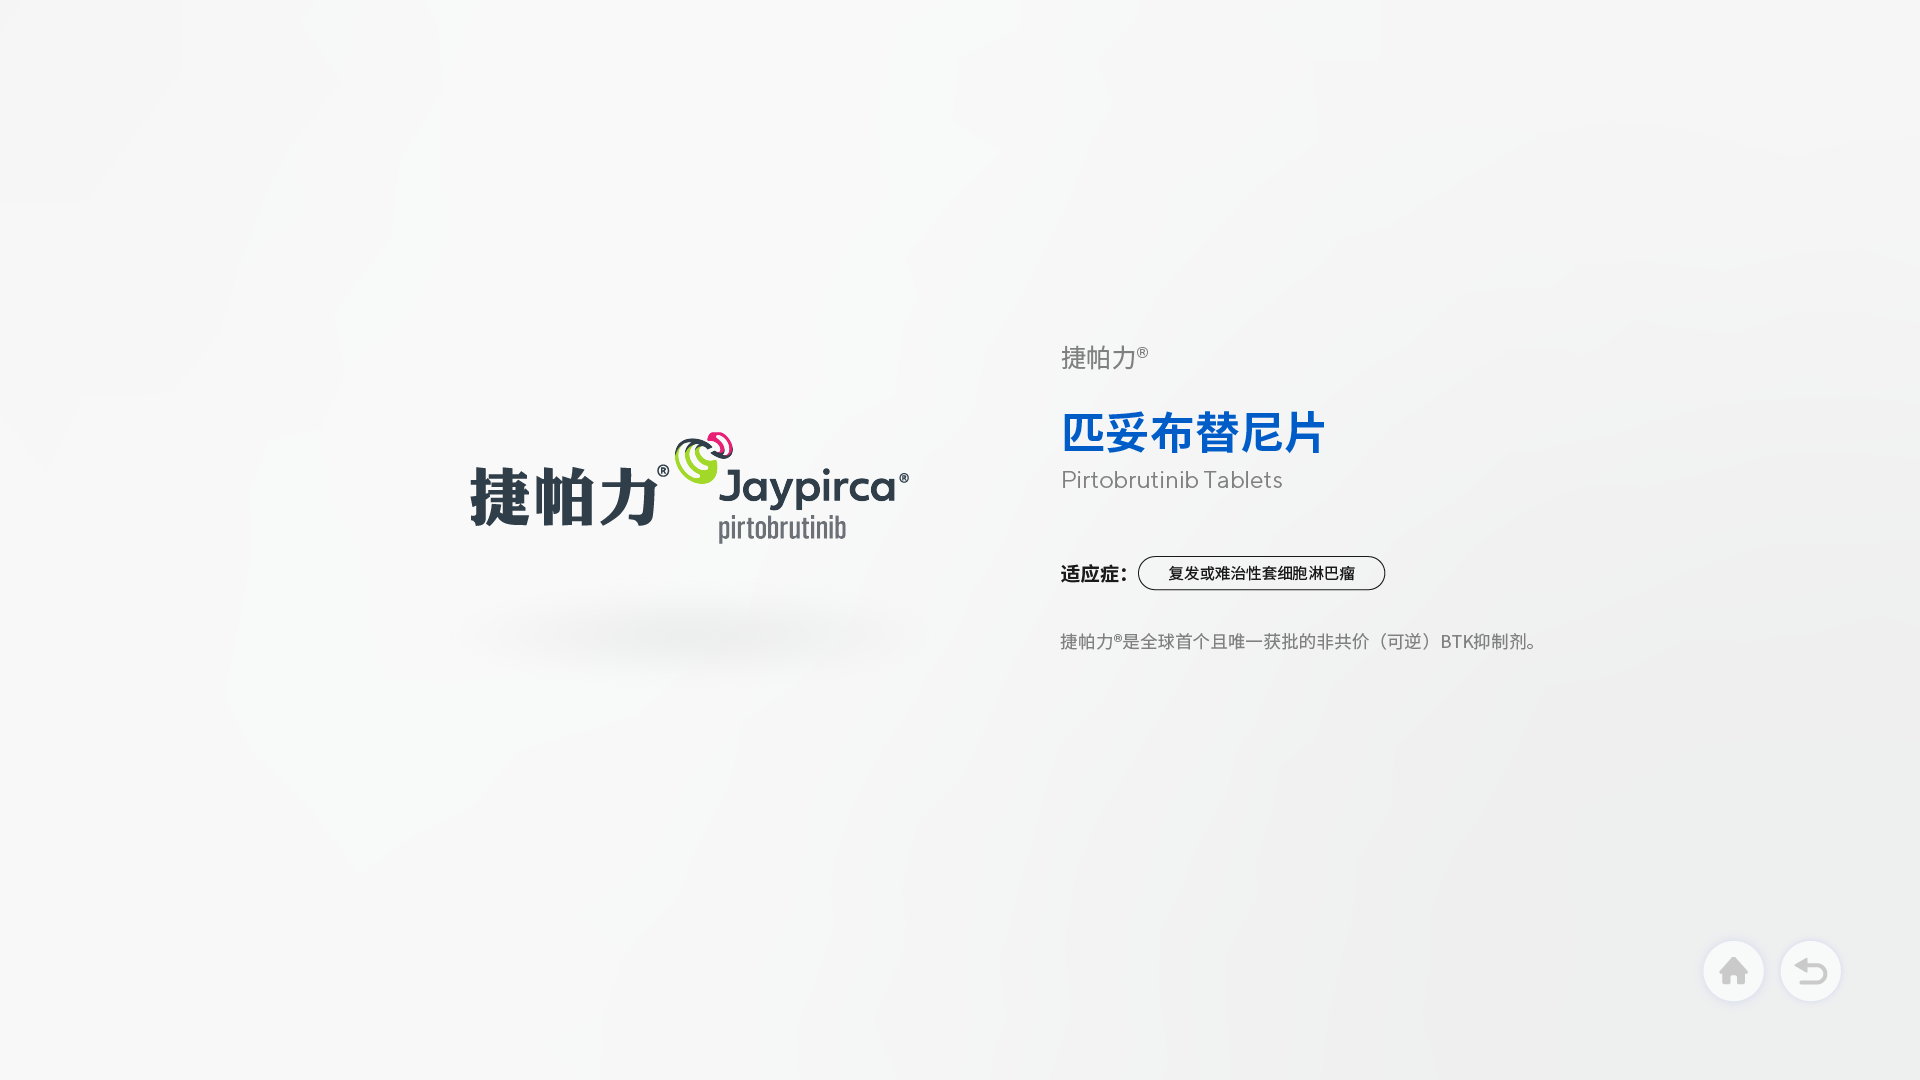 捷帕力®
Jaypirca®
pirtobrutinib
捷帕力®
匹妥布替尼片
Pirtobrutinib Tablets
适应症：
复发或难治性套细胞淋巴瘤
捷帕力®是全球首个且唯一获批的非共价（可逆）BTK抑制剂。